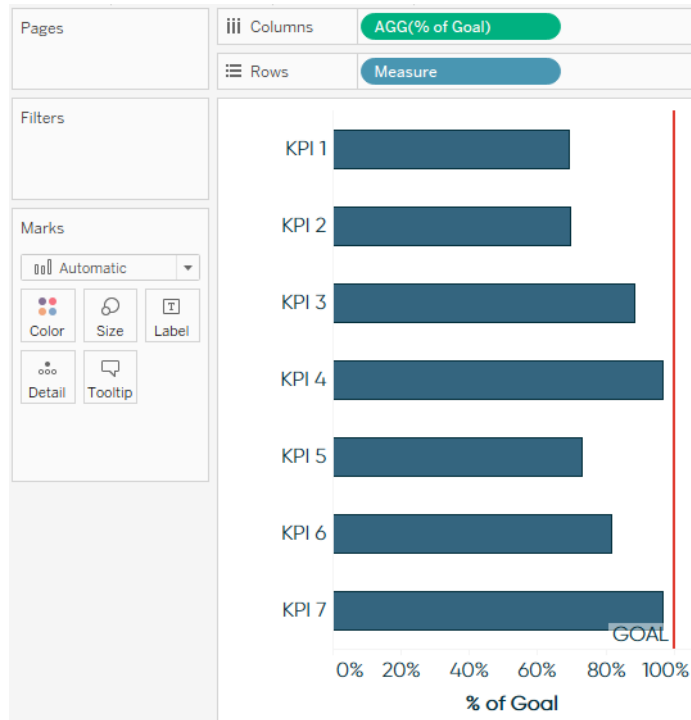 Pages
Columns
AGG(% of Goal)
Rows
Measure
Filters
Marks
Automatic
Color
Size
T
Label
Detail
Tooltip
KPI 1
KPI 2
KPI 3
KPI 4
KPI 5
KPI 6
KPI 7
GOAL
0% 20% 40% 60% 80% 100%
% of Goal